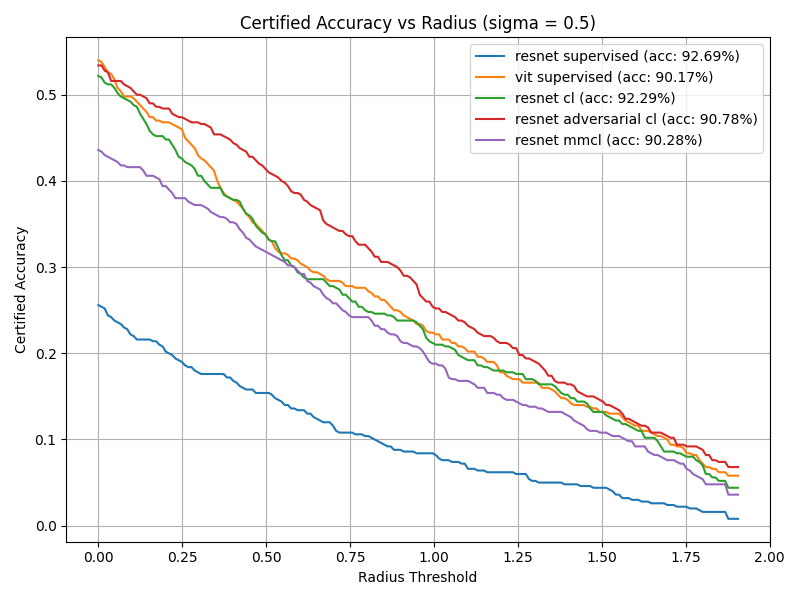 Certified Accuracy vs Radius (sigma = 0.5)
resnet supervised (acc: 92.69%)
vit supervised (acc: 90.17%)
resnet cl (acc: 92.29%)
resnet adversarial cl (acc: 90.78%)
resnet mmcl (acc: 90.28%)
Certified Accuracy
0.5
0.4
0.3
0.2
0.1
0.0
0.00 0.25 0.50 0.75 1.00 1.25 1.50 1.75 2.00
Radius Threshold